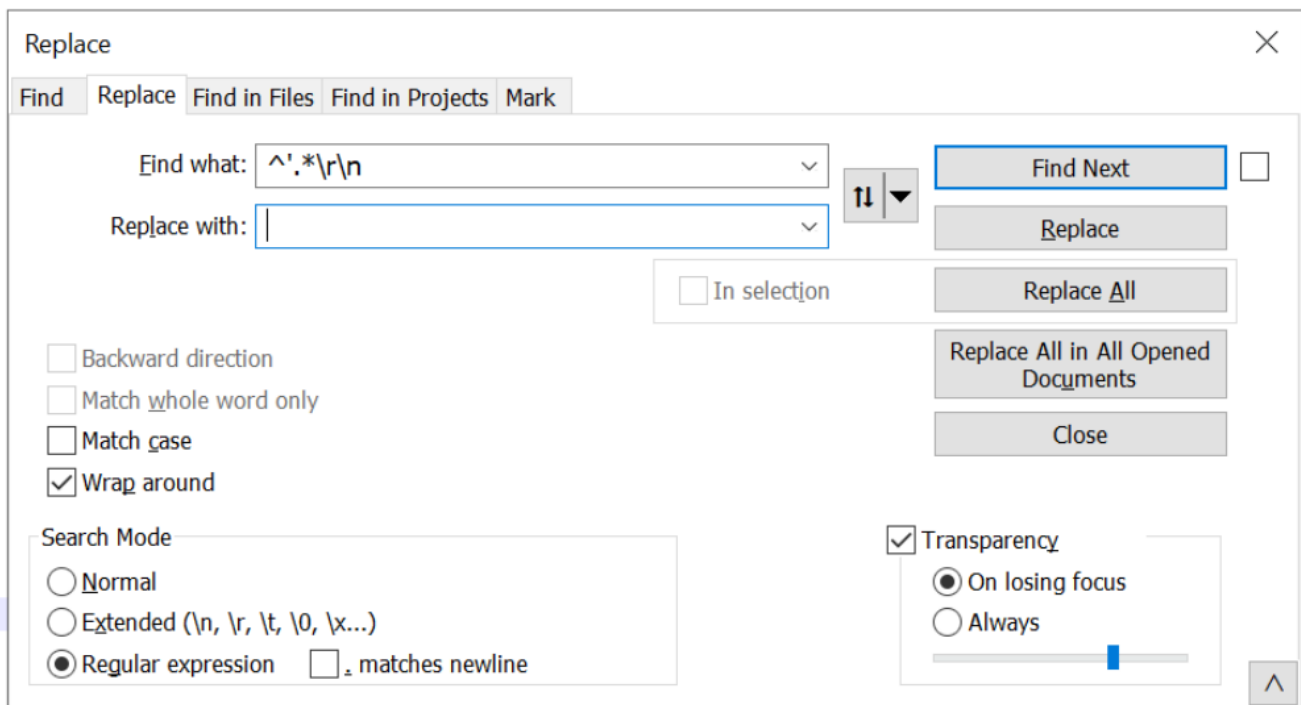 Replace
Find Replace Find in Files Find in Projects Mark
Find what: ^'.*\r\n Find Next
Replace with: Replace
In selection Replace All
Backward direction Replace All in All Opened
Match whole word only Documents
Match case Close
Wrap around
Search Mode Transparency
Normal On losing focus
Extended (\n, \r, \t, \0, \x...) Always
Regular expression . matches newline